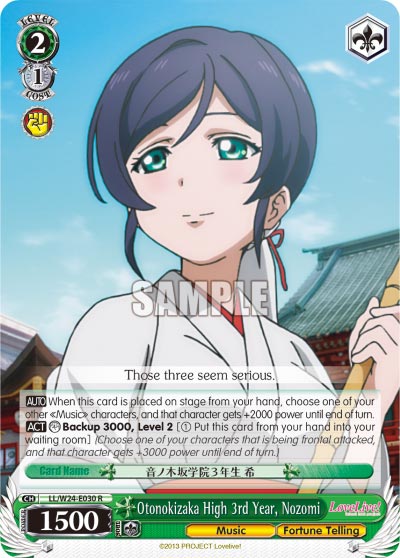 LEVEL
2
1
COST
SAMPLE
Those three seem serious.
AUTO When this card is placed on stage from your hand, choose one of your
other «Music» characters, and that character gets +2000 power until end of turn.
ACT Backup 3000, Level 2 [① Put this card from your hand into your
waiting room] (Choose one of your characters that is being frontal attacked,
and that character gets +3000 power until end of turn.)
Card Name
音ノ木坂学院3年生 希
CH LL/W24-E030 R
POWER 1500 Otonokizaka High 3rd Year, Nozomi LoveLive!
Music Fortune Telling
©2013 PROJECT Lovelive!